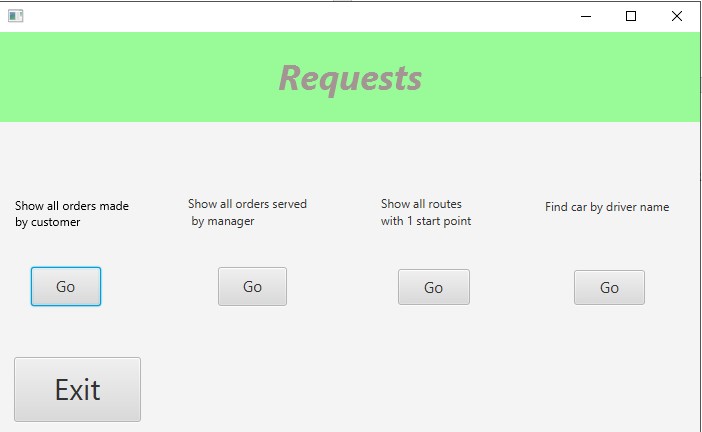 Requests
Show all orders made
by customer
Show all orders served
by manager
Show all routes
with 1 start point
Find car by driver name
Go
Go
Go
Go
Exit